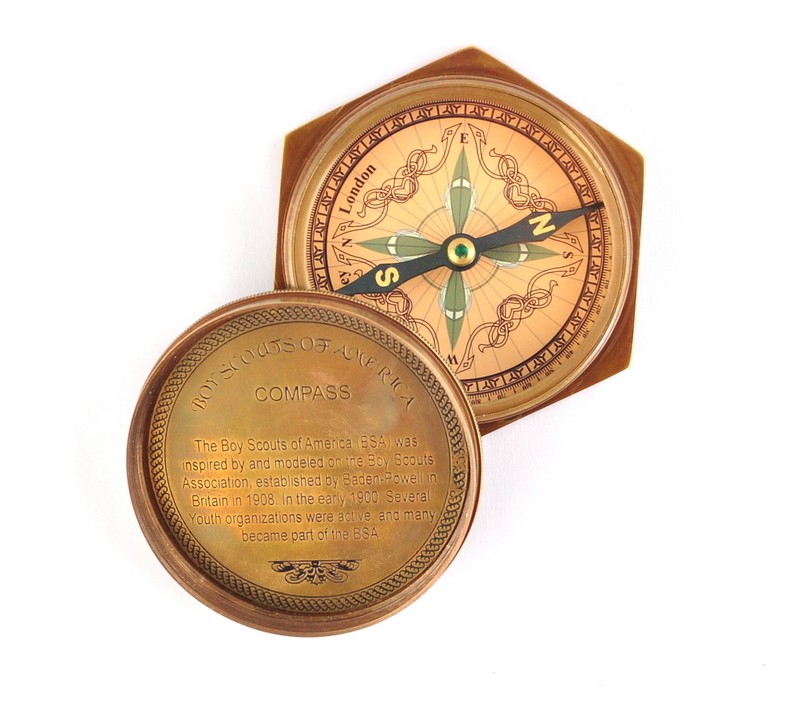 BOY SCOUTS OF AMERICA
COMPASS
The Boy Scouts of America (BSA) was
inspired by and modeled on the Boy Scouts
Association, established by Baden-Powell in
Britain in 1908. In the early 1900, Several
Youth organizations were active, and many
became part of the BSA.
London
E
N
N
S
S
ey
W